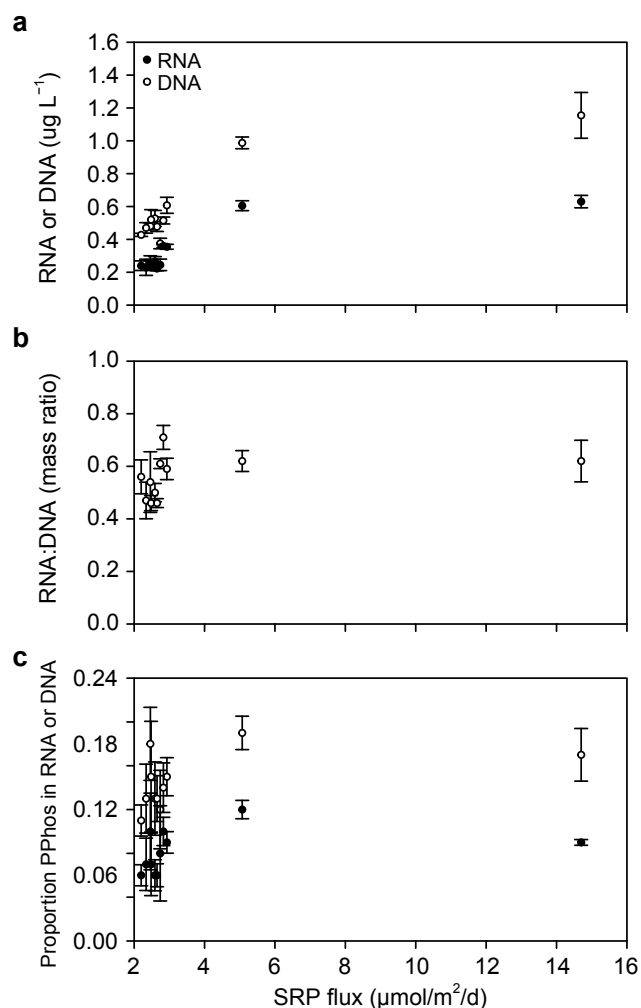 a
1.6
1.4
1.2
1.0
0.8
0.6
0.4
0.2
0.0
RNA or DNA (ug L⁻¹)
RNA
DNA
b
1.0
0.8
0.6
0.4
0.2
0.0
RNA:DNA (mass ratio)
c
0.24
0.18
0.12
0.06
0.00
Proportion PPhos in RNA or DNA
2 4 6 8 10 12 14 16
SRP flux (μmol/m²/d)